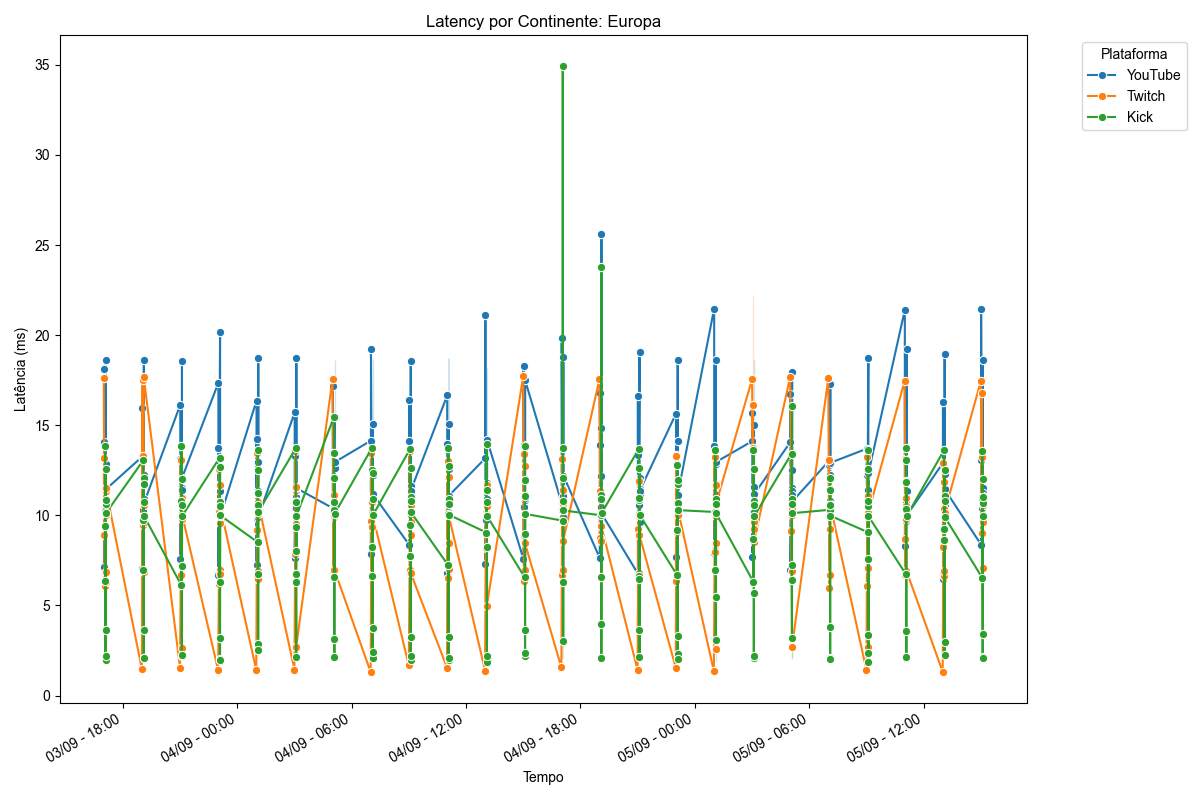 Latency por Continente: Europa
Plataforma
YouTube
Twitch
Kick
Latência (ms)
35
30
25
20
15
10
5
0
03/09 - 18:00
04/09 - 00:00
04/09 - 06:00
04/09 - 12:00
04/09 - 18:00
05/09 - 00:00
05/09 - 06:00
05/09 - 12:00
Tempo